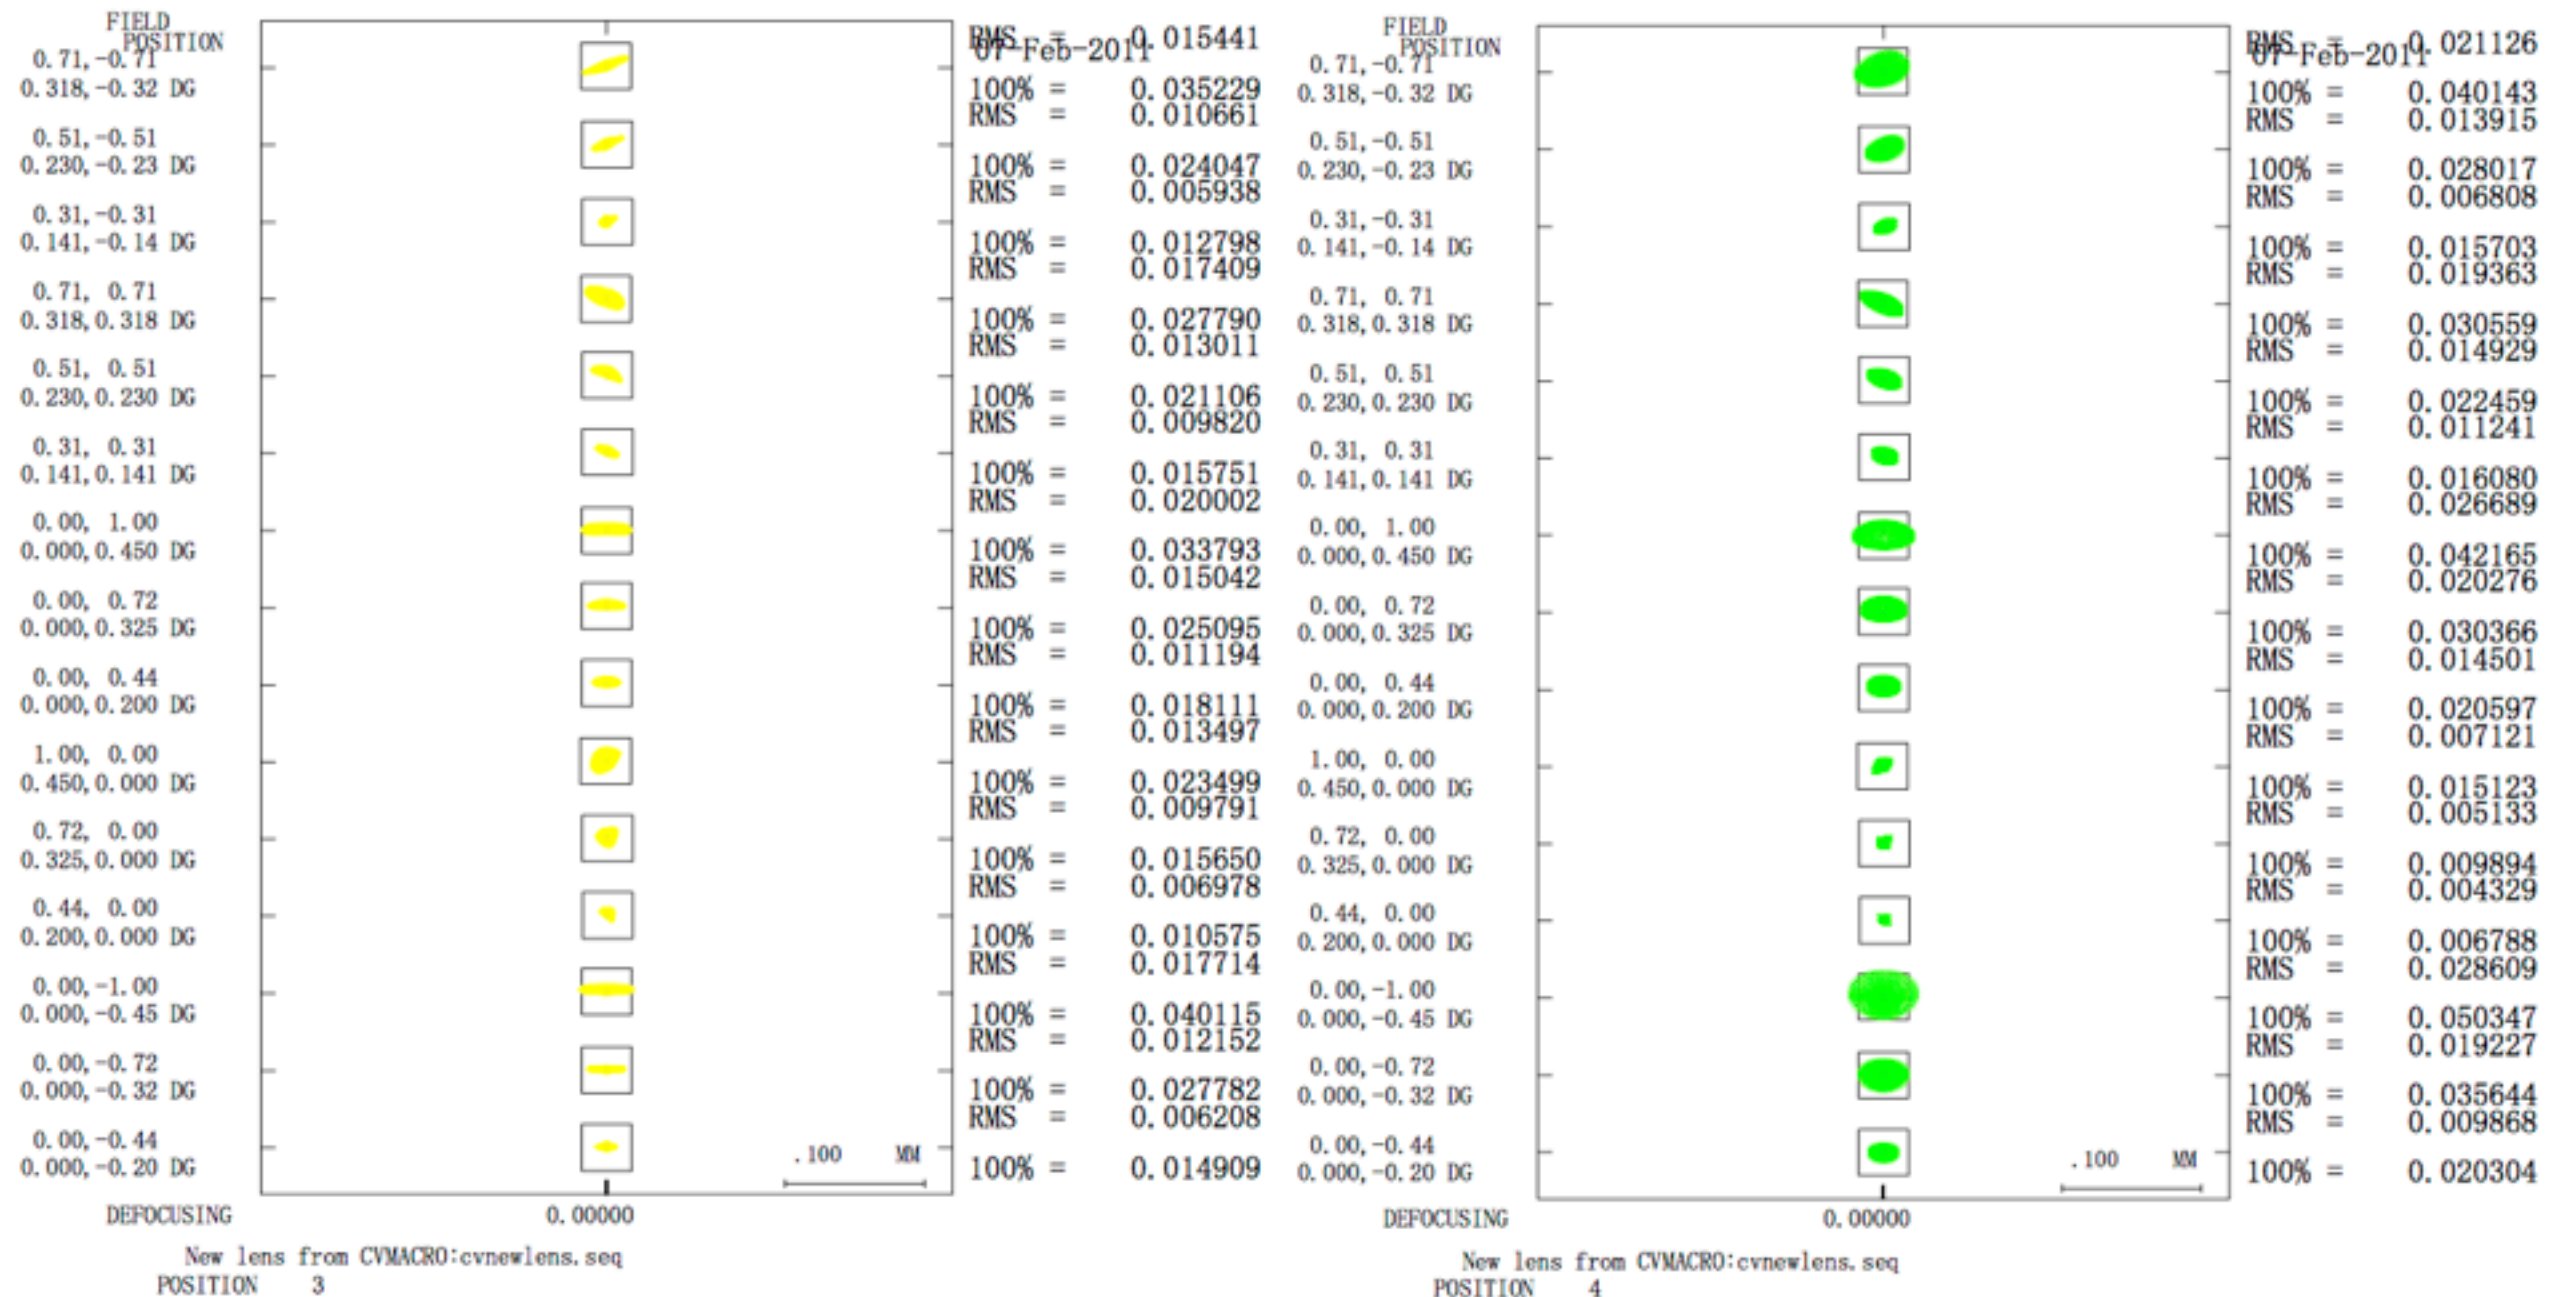 FIELD
POSITION
0.71,-0.71
0.318,-0.32 DG
RMS = 0.015441
07-Feb-2011
100% = 0.035229
0.51,-0.51
0.230,-0.23 DG
RMS = 0.010661
100% = 0.024047
0.31,-0.31
0.141,-0.14 DG
RMS = 0.005938
100% = 0.012798
0.71, 0.71
0.318,0.318 DG
RMS = 0.017409
100% = 0.027790
0.51, 0.51
0.230,0.230 DG
RMS = 0.013011
100% = 0.021106
0.31, 0.31
0.141,0.141 DG
RMS = 0.009820
100% = 0.015751
0.00, 1.00
0.000,0.450 DG
RMS = 0.020002
100% = 0.033793
0.00, 0.72
0.000,0.325 DG
RMS = 0.015042
100% = 0.025095
0.00, 0.44
0.000,0.200 DG
RMS = 0.011194
100% = 0.018111
1.00, 0.00
0.450,0.000 DG
RMS = 0.013497
100% = 0.023499
0.72, 0.00
0.325,0.000 DG
RMS = 0.009791
100% = 0.015650
0.44, 0.00
0.200,0.000 DG
RMS = 0.006978
100% = 0.010575
0.00,-1.00
0.000,-0.45 DG
RMS = 0.017714
100% = 0.040115
0.00,-0.72
0.000,-0.32 DG
RMS = 0.012152
100% = 0.027782
0.00,-0.44
0.000,-0.20 DG
RMS = 0.006208
100% = 0.014909
.100 MM
DEFOCUSING 0.00000
New lens from CVMACRO:cvnewlens.seq
POSITION 3
FIELD
POSITION
0.71,-0.71
0.318,-0.32 DG
RMS = 0.021126
07-Feb-2011
100% = 0.040143
0.51,-0.51
0.230,-0.23 DG
RMS = 0.013915
100% = 0.028017
0.31,-0.31
0.141,-0.14 DG
RMS = 0.006808
100% = 0.015703
0.71, 0.71
0.318,0.318 DG
RMS = 0.019363
100% = 0.030559
0.51, 0.51
0.230,0.230 DG
RMS = 0.014929
100% = 0.022459
0.31, 0.31
0.141,0.141 DG
RMS = 0.011241
100% = 0.016080
0.00, 1.00
0.000,0.450 DG
RMS = 0.026689
100% = 0.042165
0.00, 0.72
0.000,0.325 DG
RMS = 0.020276
100% = 0.030366
0.00, 0.44
0.000,0.200 DG
RMS = 0.014501
100% = 0.020597
1.00, 0.00
0.450,0.000 DG
RMS = 0.007121
100% = 0.015123
0.72, 0.00
0.325,0.000 DG
RMS = 0.005133
100% = 0.009894
0.44, 0.00
0.200,0.000 DG
RMS = 0.004329
100% = 0.006788
0.00,-1.00
0.000,-0.45 DG
RMS = 0.028609
100% = 0.050347
0.00,-0.72
0.000,-0.32 DG
RMS = 0.019227
100% = 0.035644
0.00,-0.44
0.000,-0.20 DG
RMS = 0.009868
100% = 0.020304
.100 MM
DEFOCUSING 0.00000
New lens from CVMACRO:cvnewlens.seq
POSITION 4